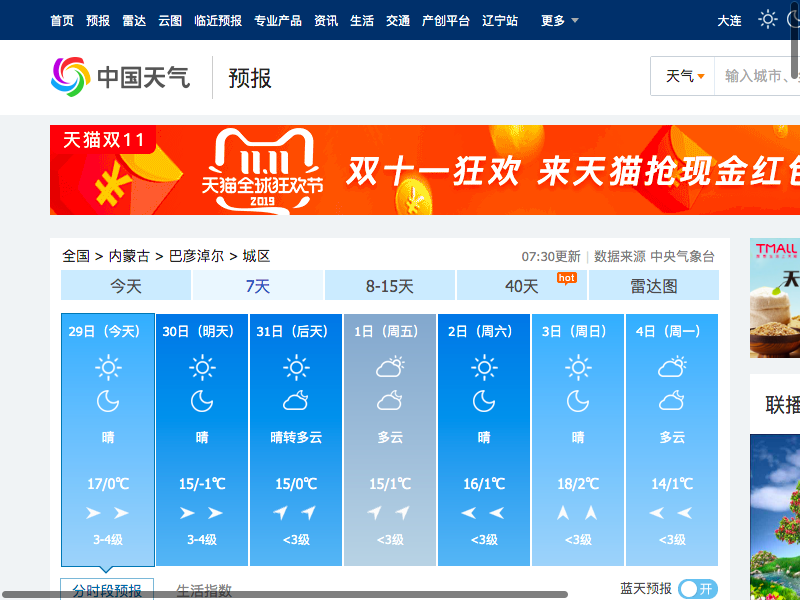 首页 预报 雷达 云图 临近预报 专业产品 资讯 生活 交通 产创平台 辽宁站 更多 大连
中国天气 预报 天气 输入城市、
天猫双11
天猫全球狂欢节
2019
双十一狂欢 来天猫抢现金红包
全国 > 内蒙古 > 巴彦淖尔 > 城区 07:30更新 | 数据来源 中央气象台
今天 7天 8-15天 40天 hot 雷达图
29日（今天） 30日（明天） 31日（后天） 1日（周五） 2日（周六） 3日（周日） 4日（周一）
晴 晴 晴转多云 多云 晴 晴 多云
17/0℃ 15/-1℃ 15/0℃ 15/1℃ 16/1℃ 18/2℃ 14/1℃
3-4级 3-4级 <3级 <3级 <3级 <3级 <3级
分时段预报 生活指数 蓝天预报 开
TMALL
天
联播